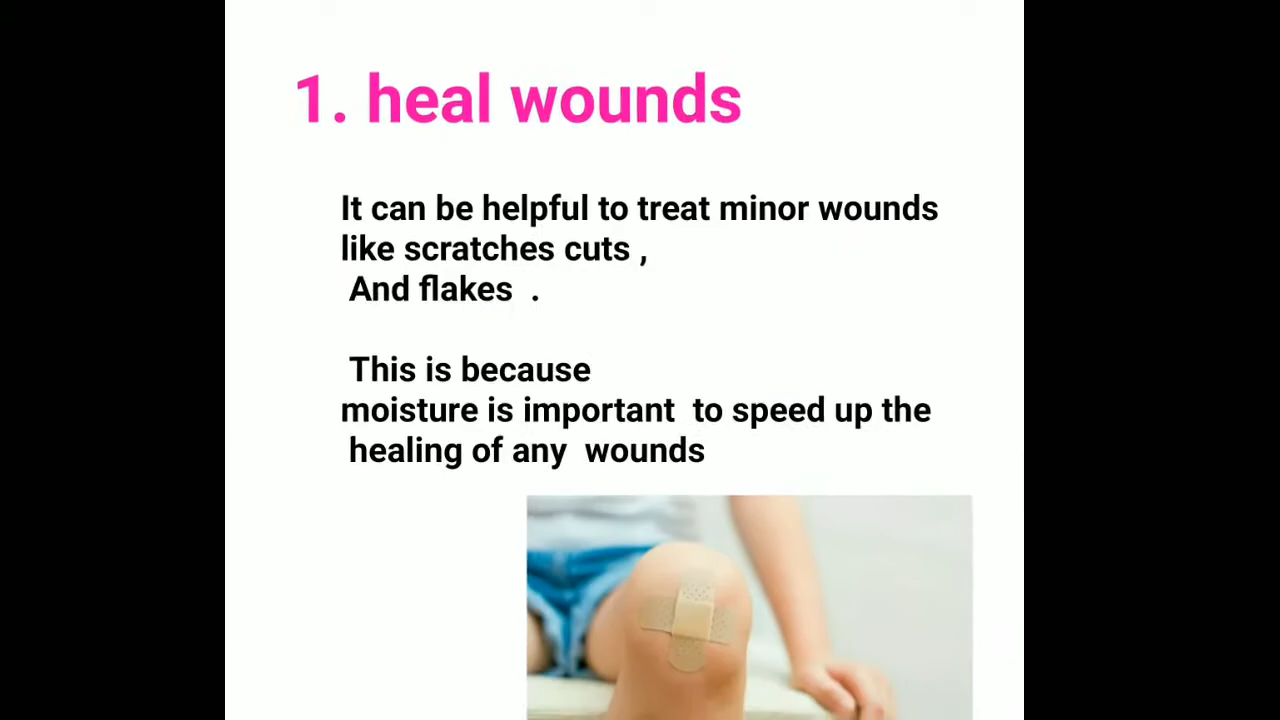 1. heal wounds
It can be helpful to treat minor wounds
like scratches cuts ,
And flakes .
This is because
moisture is important to speed up the
healing of any wounds